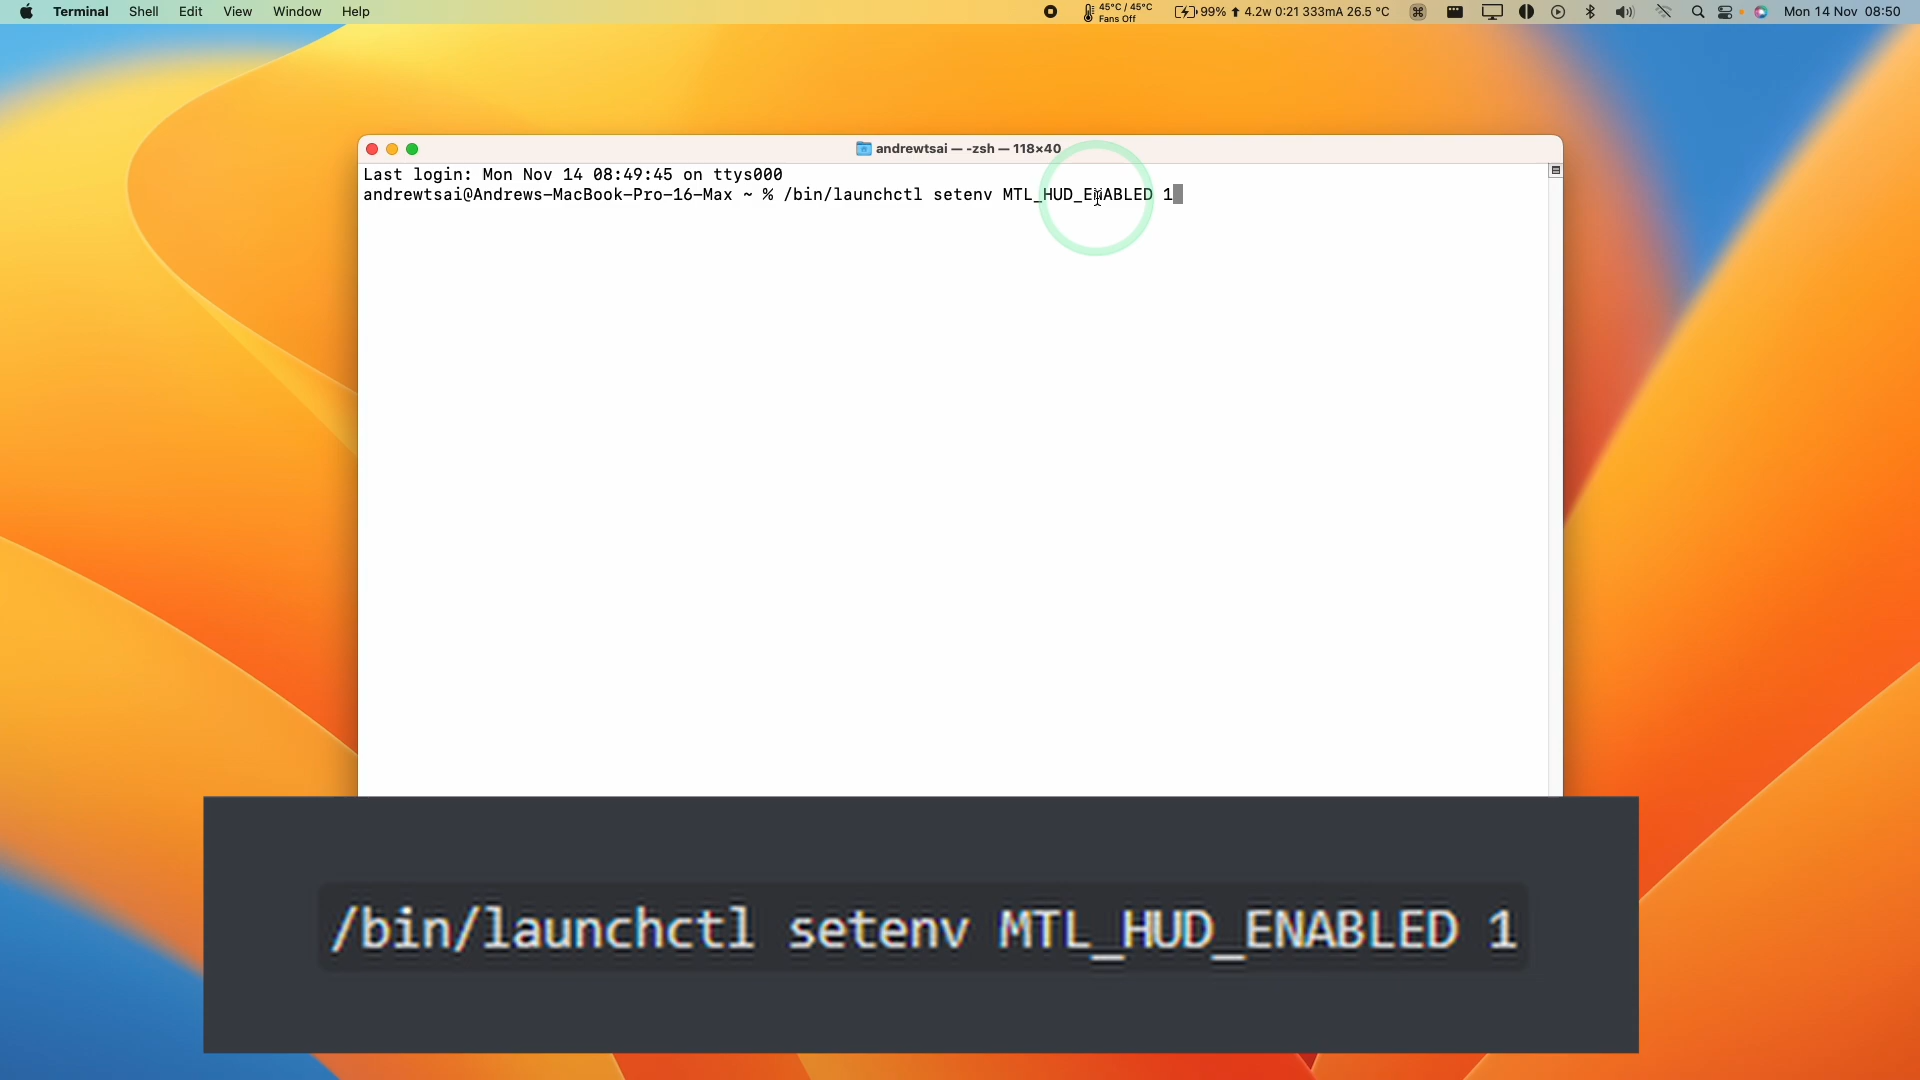 Terminal Shell Edit View Window Help 45°C / 45°C 99% 4.2w 0:21 333mA 26.5 °C Mon 14 Nov 08:50
Fans Off
andrewtsai — -zsh — 118×40
Last login: Mon Nov 14 08:49:45 on ttys000
andrewtsai@Andrews-MacBook-Pro-16-Max ~ % /bin/launchctl setenv MTL_HUD_ENABLED 1
/bin/launchctl setenv MTL_HUD_ENABLED 1